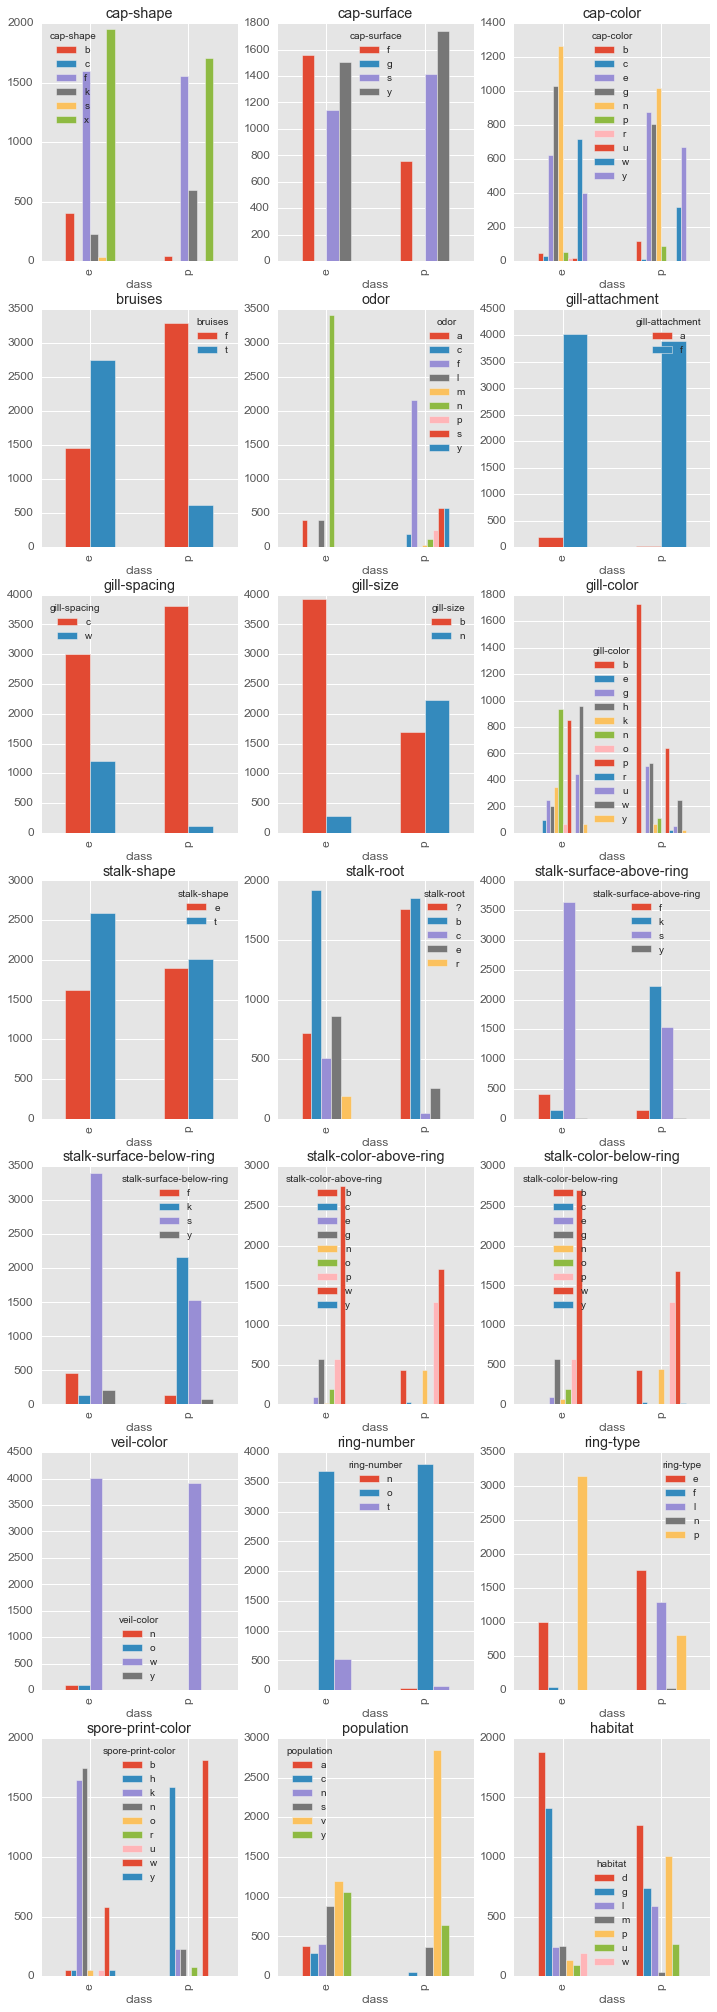 cap-shape
2000
1500
1000
500
0
cap-shape
b
c
f
k
s
x
e
p
class
cap-surface
1800
1600
1400
1200
1000
800
600
400
200
0
cap-surface
f
g
s
y
e
p
class
cap-color
1400
1200
1000
800
600
400
200
0
cap-color
b
c
e
g
n
p
r
u
w
y
e
p
class
bruises
3500
3000
2500
2000
1500
1000
500
0
bruises
f
t
e
p
class
odor
3500
3000
2500
2000
1500
1000
500
0
odor
a
c
f
l
m
n
p
s
y
e
p
class
gill-attachment
4500
4000
3500
3000
2500
2000
1500
1000
500
0
gill-attachment
a
f
e
p
class
gill-spacing
4000
3500
3000
2500
2000
1500
1000
500
0
gill-spacing
c
w
e
p
class
gill-size
4000
3500
3000
2500
2000
1500
1000
500
0
gill-size
b
n
e
p
class
gill-color
1800
1600
1400
1200
1000
800
600
400
200
0
gill-color
b
e
g
h
k
n
o
p
r
u
w
y
e
p
class
stalk-shape
3000
2500
2000
1500
1000
500
0
stalk-shape
e
t
e
p
class
stalk-root
2000
1500
1000
500
0
stalk-root
?
b
c
e
r
e
p
class
stalk-surface-above-ring
4000
3500
3000
2500
2000
1500
1000
500
0
stalk-surface-above-ring
f
k
s
y
e
p
class
stalk-surface-below-ring
3500
3000
2500
2000
1500
1000
500
0
stalk-surface-below-ring
f
k
s
y
e
p
class
stalk-color-above-ring
3000
2500
2000
1500
1000
500
0
stalk-color-above-ring
b
c
e
g
n
o
p
w
y
e
p
class
stalk-color-below-ring
3000
2500
2000
1500
1000
500
0
stalk-color-below-ring
b
c
e
g
n
o
p
w
y
e
p
class
veil-color
4500
4000
3500
3000
2500
2000
1500
1000
500
0
veil-color
n
o
w
y
e
p
class
ring-number
4000
3500
3000
2500
2000
1500
1000
500
0
ring-number
n
o
t
e
p
class
ring-type
3500
3000
2500
2000
1500
1000
500
0
ring-type
e
f
l
n
p
e
p
class
spore-print-color
2000
1500
1000
500
0
spore-print-color
b
h
k
n
o
r
u
w
y
e
p
class
population
3000
2500
2000
1500
1000
500
0
population
a
c
n
s
v
y
e
p
class
habitat
2000
1500
1000
500
0
habitat
d
g
l
m
p
u
w
e
p
class